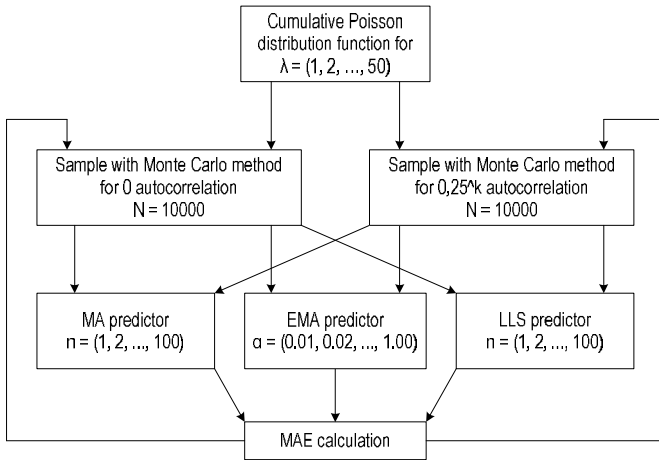 Cumulative Poisson
distribution function for
λ = (1, 2, ..., 50)
Sample with Monte Carlo method
for 0 autocorrelation
N = 10000
Sample with Monte Carlo method
for 0,25^k autocorrelation
N = 10000
MA predictor
n = (1, 2, ..., 100)
EMA predictor
α = (0.01, 0.02, ..., 1.00)
LLS predictor
n = (1, 2, ..., 100)
MAE calculation